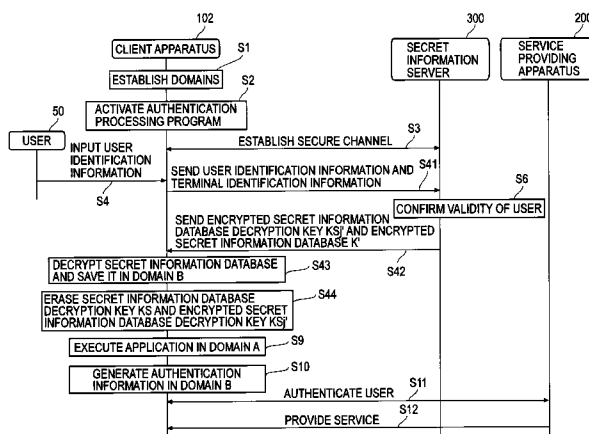 102
300
200
CLIENT APPARATUS
SECRET
INFORMATION
SERVER
SERVICE
PROVIDING
APPARATUS
S1
ESTABLISH DOMAINS
S2
ACTIVATE AUTHENTICATION
PROCESSING PROGRAM
50
USER
S3
ESTABLISH SECURE CHANNEL
INPUT USER
IDENTIFICATION
INFORMATION
S4
S41
SEND USER IDENTIFICATION INFORMATION AND
TERMINAL IDENTIFICATION INFORMATION
S6
CONFIRM VALIDITY OF USER
SEND ENCRYPTED SECRET INFORMATION
DATABASE DECRYPTION KEY KSj' AND ENCRYPTED
SECRET INFORMATION DATABASE K'
S42
S43
DECRYPT SECRET INFORMATION DATABASE
AND SAVE IT IN DOMAIN B
S44
ERASE SECRET INFORMATION DATABASE
DECRYPTION KEY KS AND ENCRYPTED SECRET
INFORMATION DATABASE DECRYPTION KEY KSj'
S9
EXECUTE APPLICATION IN DOMAIN A
S10
GENERATE AUTHENTICATION
INFORMATION IN DOMAIN B
S11
AUTHENTICATE USER
S12
PROVIDE SERVICE